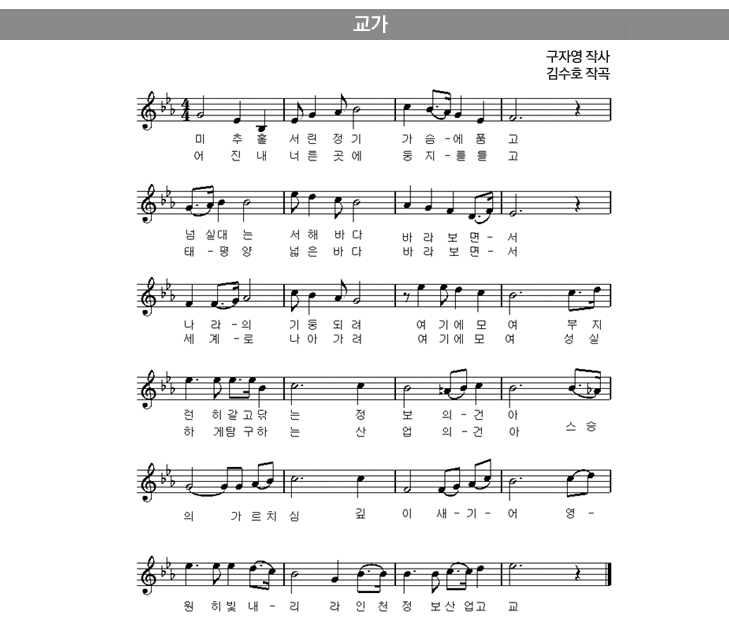 교가
구자영 작사
김수호 작곡
미 추 홀 서 린 정 기 가 슴 - 에 품 고
어 진 내 너 른 곳 에 둥 지 - 를 틀 고
넘 실 대 는 서 해 바 다 바 라 보 면 - 서
태 - 평 양 넓 은 바 다 바 라 보 면 - 서
나 라 - 의 기 둥 되 려 여 기 에 모 여 무 지
세 계 - 로 나 아 가 려 여 기 에 모 여 성 실
런 히 갈 고 닦 는 정 보 의 - 건 아
하 게 탐 구 하 는 산 업 의 - 건 아 스 승
의 가 르 치 심 깊 이 새 - 기 - 어 영 -
원 히 빛 내 - 리 라 인 천 정 보 산 업 고 교